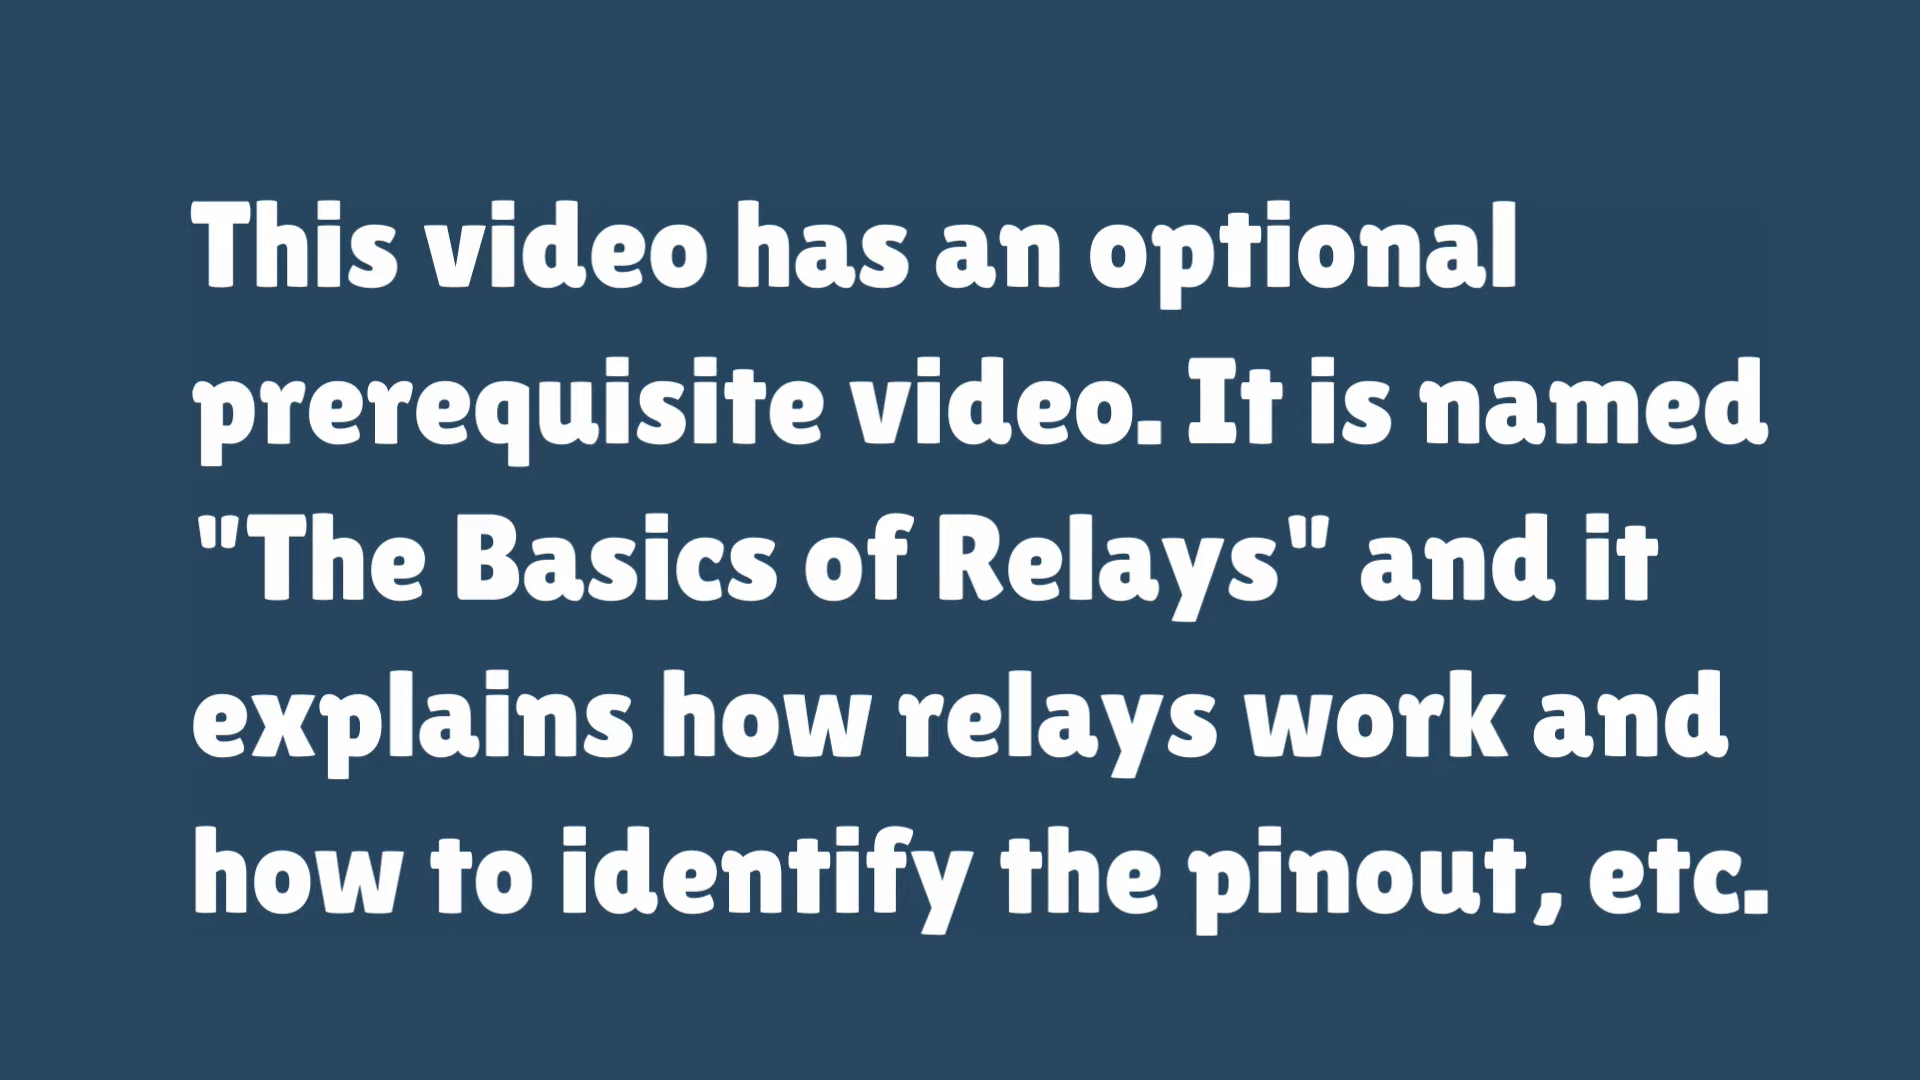 This video has an optional
prerequisite video. It is named
"The Basics of Relays" and it
explains how relays work and
how to identify the pinout, etc.